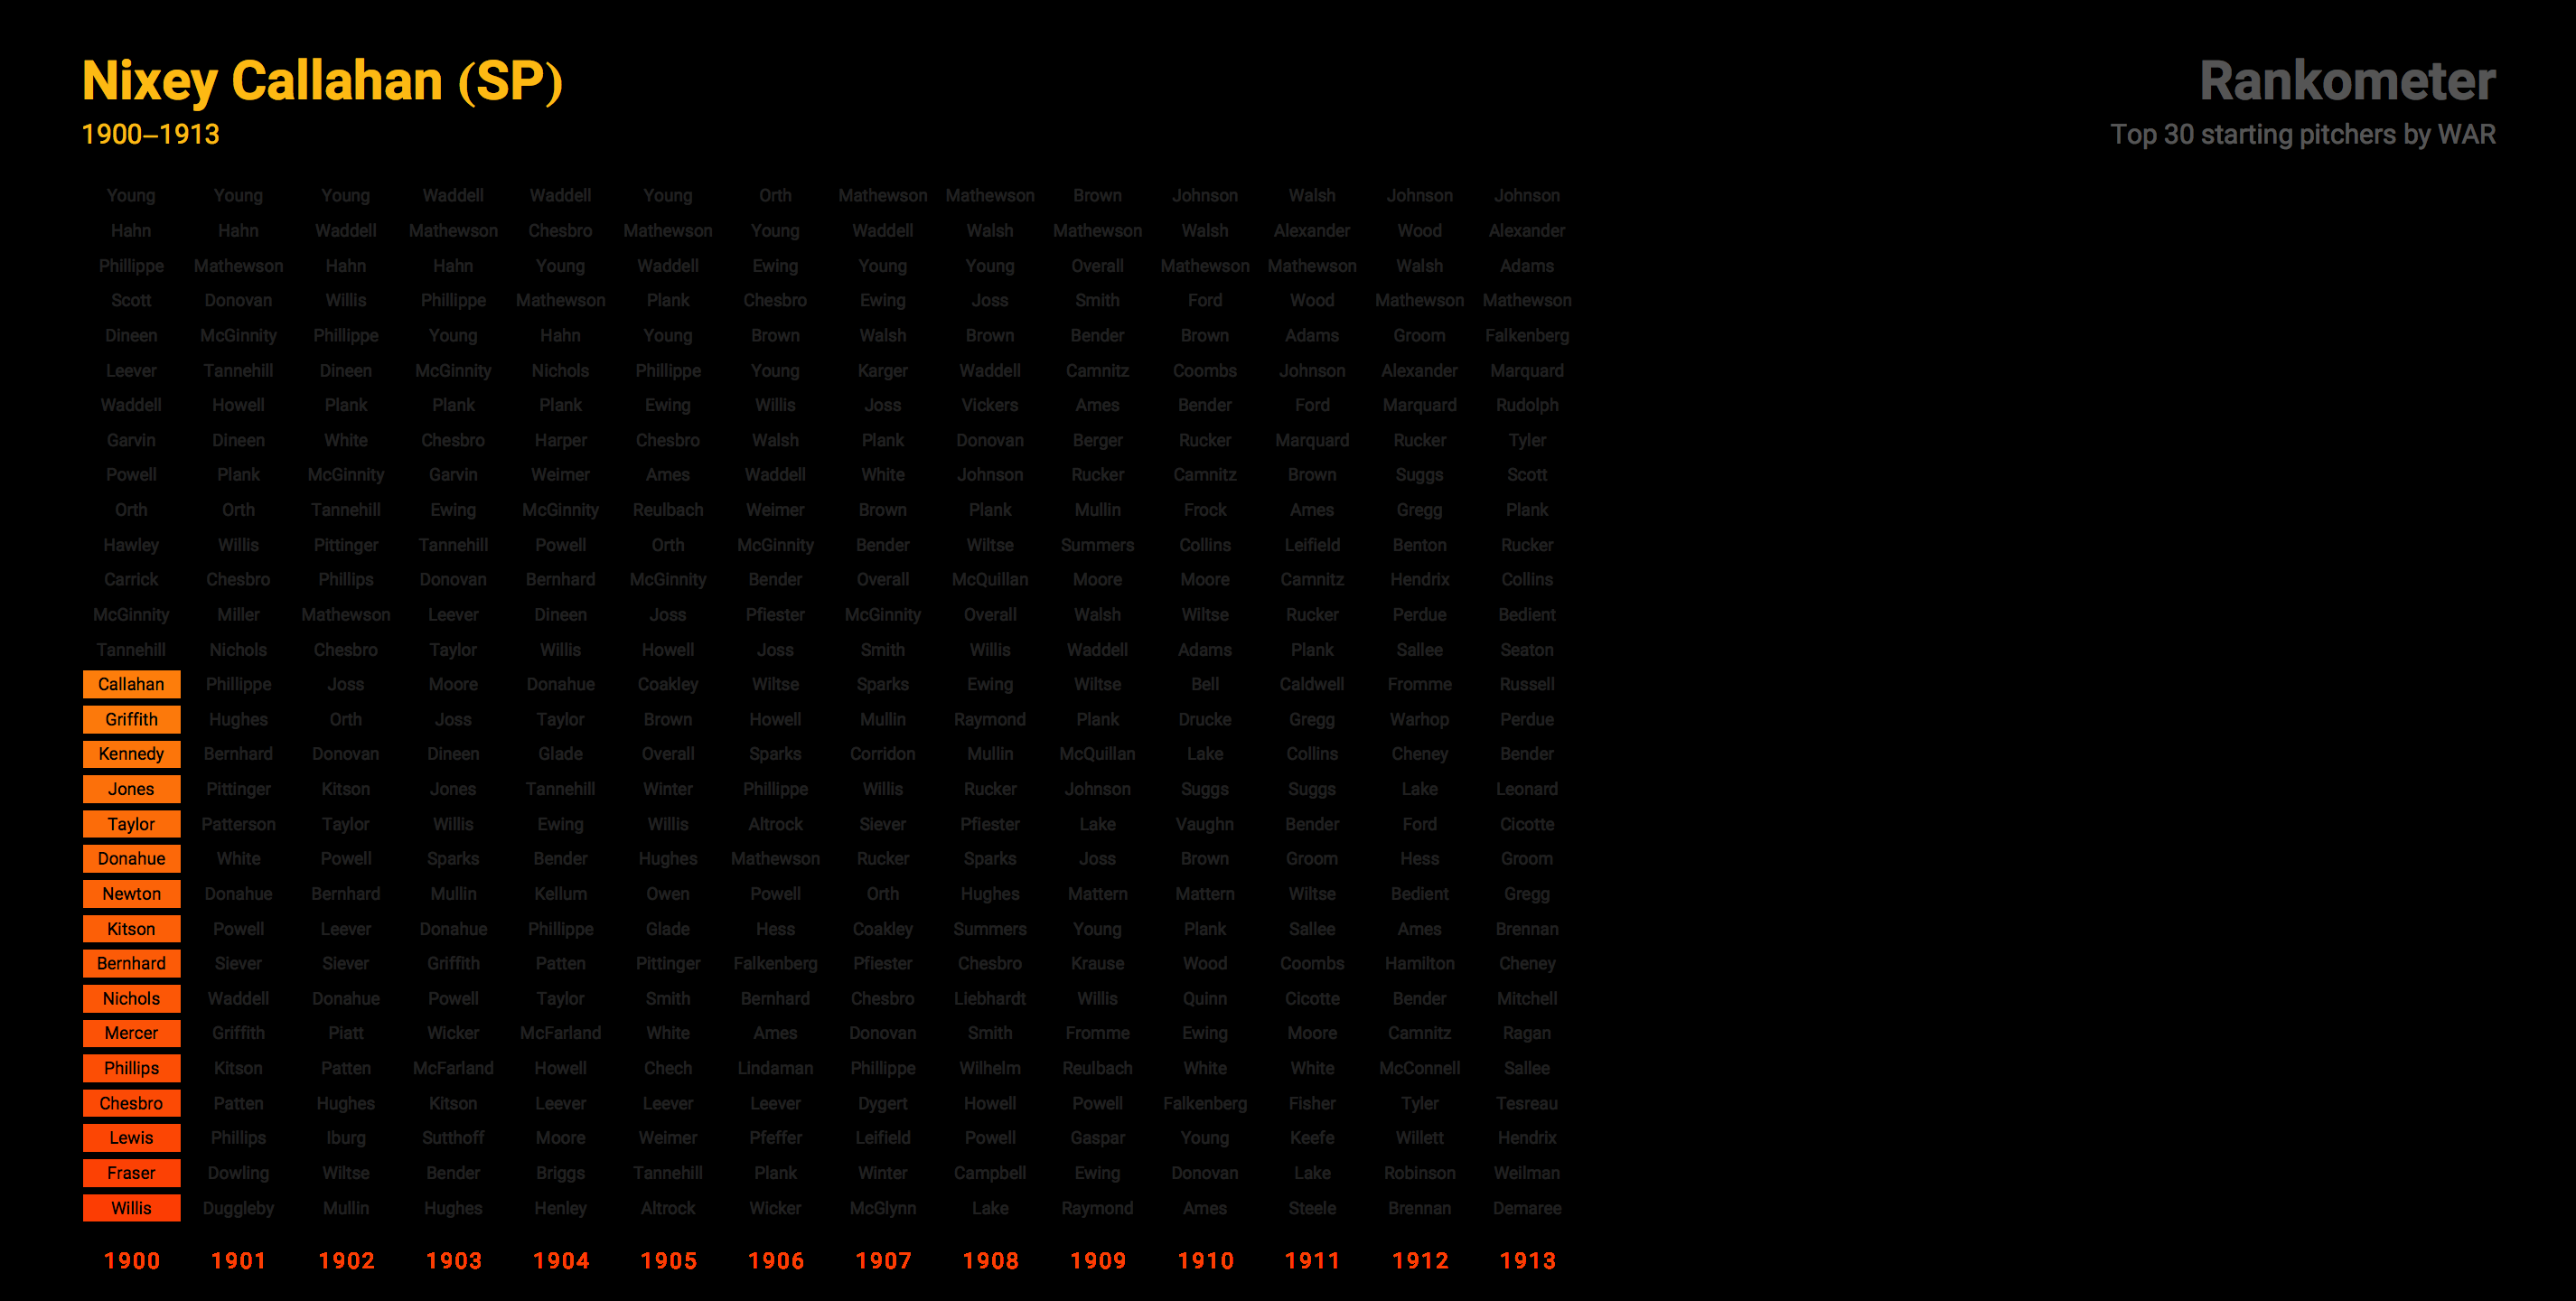 Nixey Callahan (SP)
1900–1913
Rankometer
Top 30 starting pitchers by WAR
Young Young Young Waddell Waddell Young Orth Mathewson Mathewson Brown Johnson Walsh Johnson Johnson
Hahn Hahn Waddell Mathewson Chesbro Mathewson Young Waddell Walsh Mathewson Walsh Alexander Wood Alexander
Phillippe Mathewson Hahn Hahn Young Waddell Ewing Young Young Overall Mathewson Mathewson Walsh Adams
Scott Donovan Willis Phillippe Mathewson Plank Chesbro Ewing Joss Smith Ford Wood Mathewson Mathewson
Dineen McGinnity Phillippe Young Hahn Young Brown Walsh Brown Bender Brown Adams Groom Falkenberg
Leever Tannehill Dineen McGinnity Nichols Phillippe Young Karger Waddell Camnitz Coombs Johnson Alexander Marquard
Waddell Howell Plank Plank Plank Ewing Willis Joss Vickers Ames Bender Ford Marquard Rudolph
Garvin Dineen White Chesbro Harper Chesbro Walsh Plank Donovan Berger Rucker Marquard Rucker Tyler
Powell Plank McGinnity Garvin Weimer Ames Waddell White Johnson Rucker Camnitz Brown Suggs Scott
Orth Orth Tannehill Ewing McGinnity Reulbach Weimer Brown Plank Mullin Frock Ames Gregg Plank
Hawley Willis Pittinger Tannehill Powell Orth McGinnity Bender Wiltse Summers Collins Leifield Benton Rucker
Carrick Chesbro Phillips Donovan Bernhard McGinnity Bender Overall McQuillan Moore Moore Camnitz Hendrix Collins
McGinnity Miller Mathewson Leever Dineen Joss Pfiester McGinnity Overall Walsh Wiltse Rucker Perdue Bedient
Tannehill Nichols Chesbro Taylor Willis Howell Joss Smith Willis Waddell Adams Plank Sallee Seaton
Callahan Phillippe Joss Moore Donahue Coakley Wiltse Sparks Ewing Wiltse Bell Caldwell Fromme Russell
Griffith Hughes Orth Joss Taylor Brown Howell Mullin Raymond Plank Drucke Gregg Warhop Perdue
Kennedy Bernhard Donovan Dineen Glade Overall Sparks Corridon Mullin McQuillan Lake Collins Cheney Bender
Jones Pittinger Kitson Jones Tannehill Winter Phillippe Willis Rucker Johnson Suggs Suggs Lake Leonard
Taylor Patterson Taylor Willis Ewing Willis Altrock Siever Pfiester Lake Vaughn Bender Ford Cicotte
Donahue White Powell Sparks Bender Hughes Mathewson Rucker Sparks Joss Brown Groom Hess Groom
Newton Donahue Bernhard Mullin Kellum Owen Powell Orth Hughes Mattern Mattern Wiltse Bedient Gregg
Kitson Powell Leever Donahue Phillippe Glade Hess Coakley Summers Young Plank Sallee Ames Brennan
Bernhard Siever Siever Griffith Patten Pittinger Falkenberg Pfiester Chesbro Krause Wood Coombs Hamilton Cheney
Nichols Waddell Donahue Powell Taylor Smith Bernhard Chesbro Liebhardt Willis Quinn Cicotte Bender Mitchell
Mercer Griffith Piatt Wicker McFarland White Ames Donovan Smith Fromme Ewing Moore Camnitz Ragan
Phillips Kitson Patten McFarland Howell Chech Lindaman Phillippe Wilhelm Reulbach White White McConnell Sallee
Chesbro Patten Hughes Kitson Leever Leever Leever Dygert Howell Powell Falkenberg Fisher Tyler Tesreau
Lewis Phillips Iburg Sutthoff Moore Weimer Pfeffer Leifield Powell Gaspar Young Keefe Willett Hendrix
Fraser Dowling Wiltse Bender Briggs Tannehill Plank Winter Campbell Ewing Donovan Lake Robinson Weilman
Willis Duggleby Mullin Hughes Henley Altrock Wicker McGlynn Lake Raymond Ames Steele Brennan Demaree
1900 1901 1902 1903 1904 1905 1906 1907 1908 1909 1910 1911 1912 1913